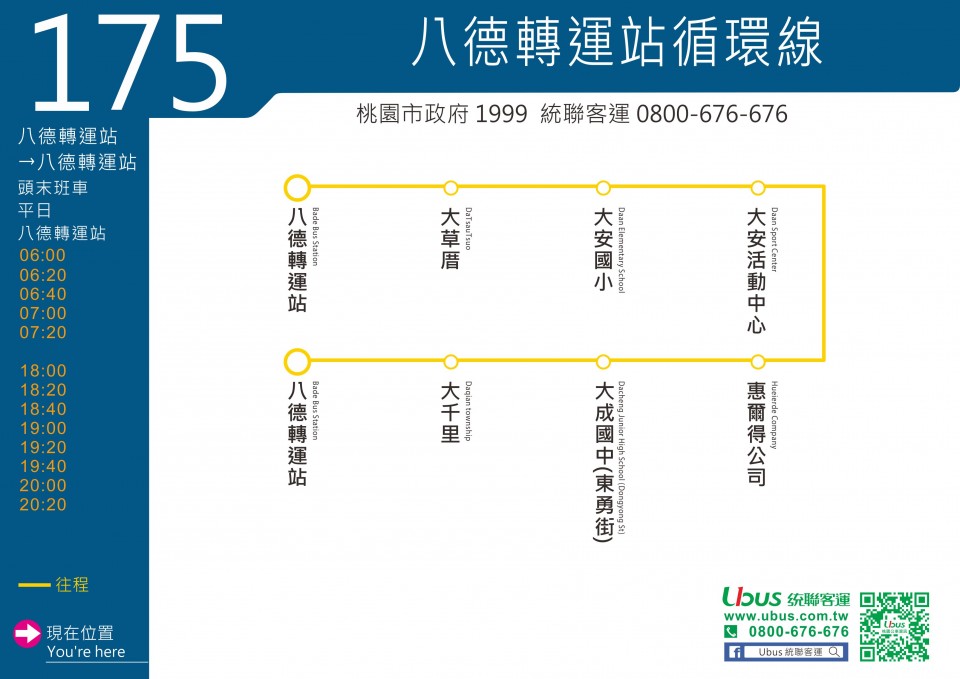 175
八德轉運站循環線
桃園市政府 1999 統聯客運 0800-676-676
八德轉運站
→八德轉運站
頭末班車
平日
八德轉運站
06:00
06:20
06:40
07:00
07:20
18:00
18:20
18:40
19:00
19:20
19:40
20:00
20:20
往程
現在位置
You're here
八德轉運站
Bade Bus Station
大草厝
DaTsauTsuo
大安國小
Daan Elementary School
大安活動中心
Daan Sport Center
八德轉運站
Bade Bus Station
大千里
Daqian township
大成國中(東勇街)
Dacheng Junior High School (Dongyong St)
惠爾得公司
Hueierde Company
Ubus 統聯客運
www.ubus.com.tw
0800-676-676
f Ubus 統聯客運
Ubus